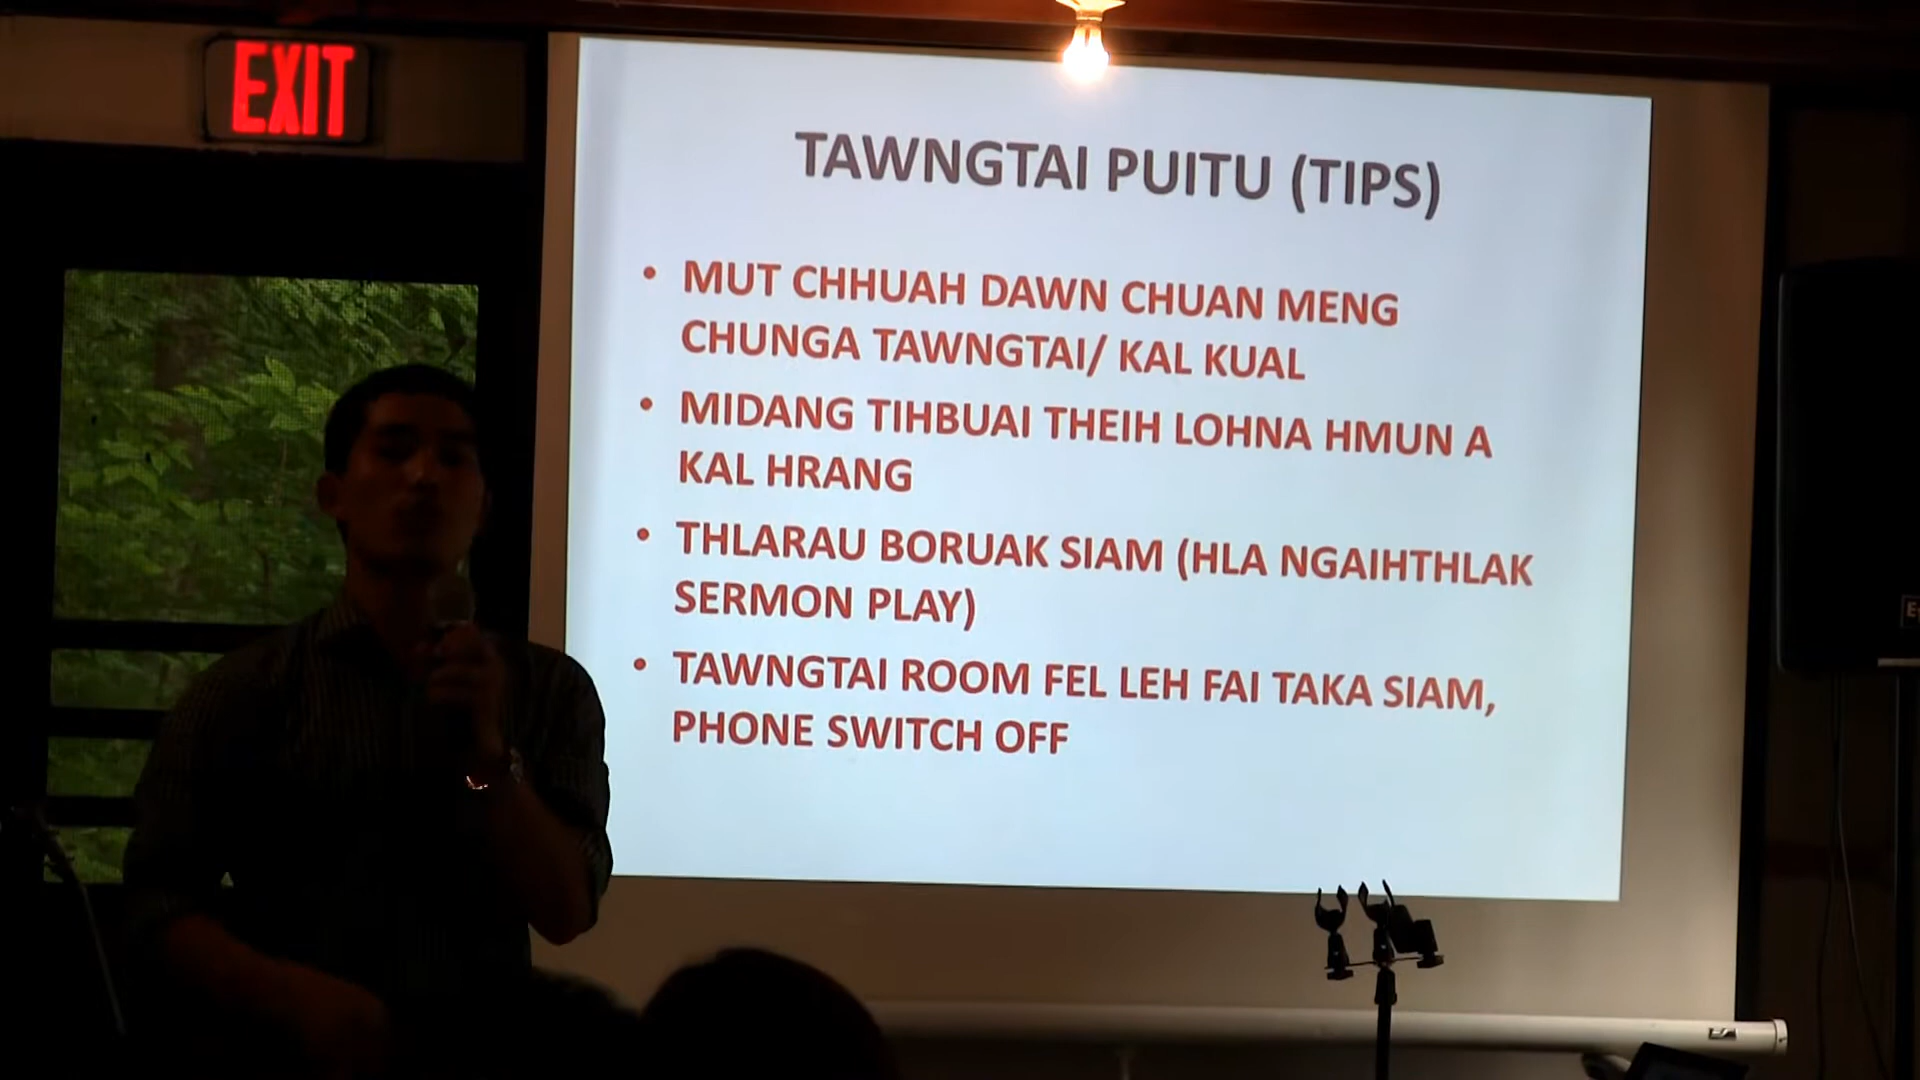 EXIT
TAWNGTAI PUITU (TIPS)
• MUT CHHUAH DAWN CHUAN MENG
CHUNGA TAWNGTAI/ KAL KUAL
• MIDANG TIHBUAI THEIH LOHNA HMUN A
KAL HRANG
• THLARAU BORUAK SIAM (HLA NGAIHTHLAK
SERMON PLAY)
• TAWNGTAI ROOM FEL LEH FAI TAKA SIAM,
PHONE SWITCH OFF